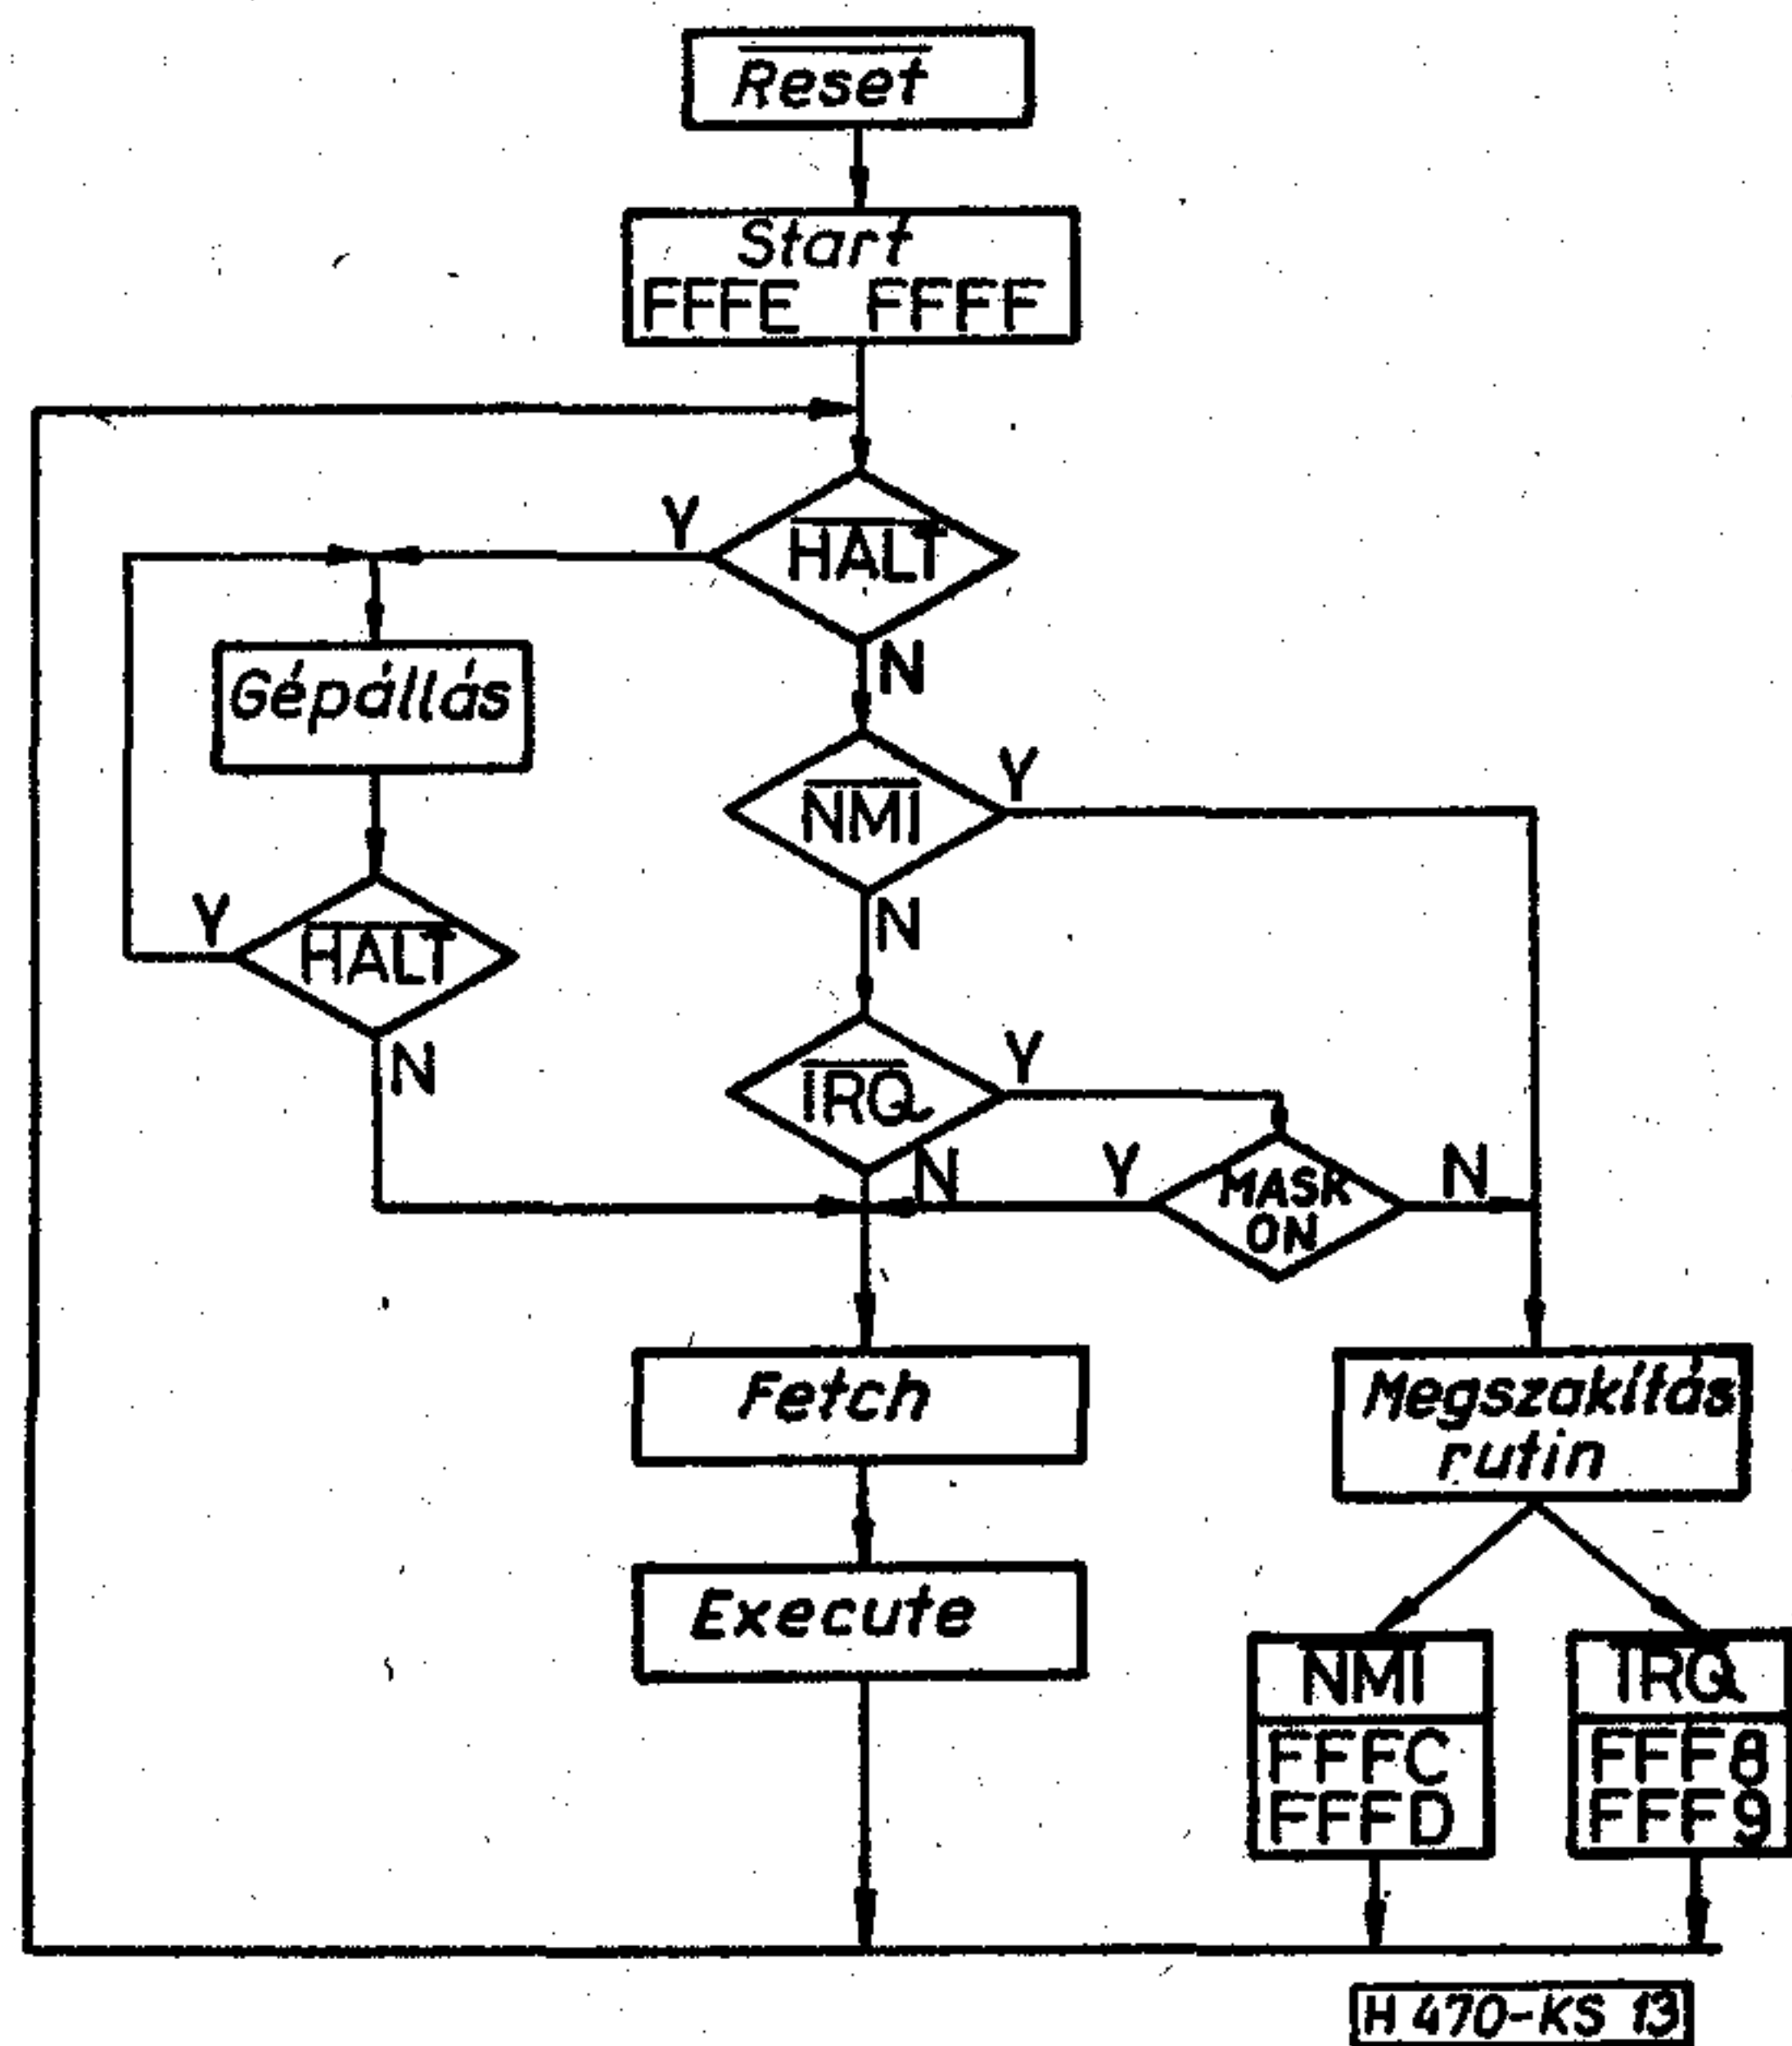 Reset
Start
FFFE FFFF
Y
HALT
N
Gépállás
Y
NMI
N
Y
HALT
N
Y
IRQ
N
Y
MASK
ON
N
Fetch
Megszakítás
rutin
Execute
NMI
FFFC
FFFD
IRQ
FFF8
FFF9
H 470-KS 13